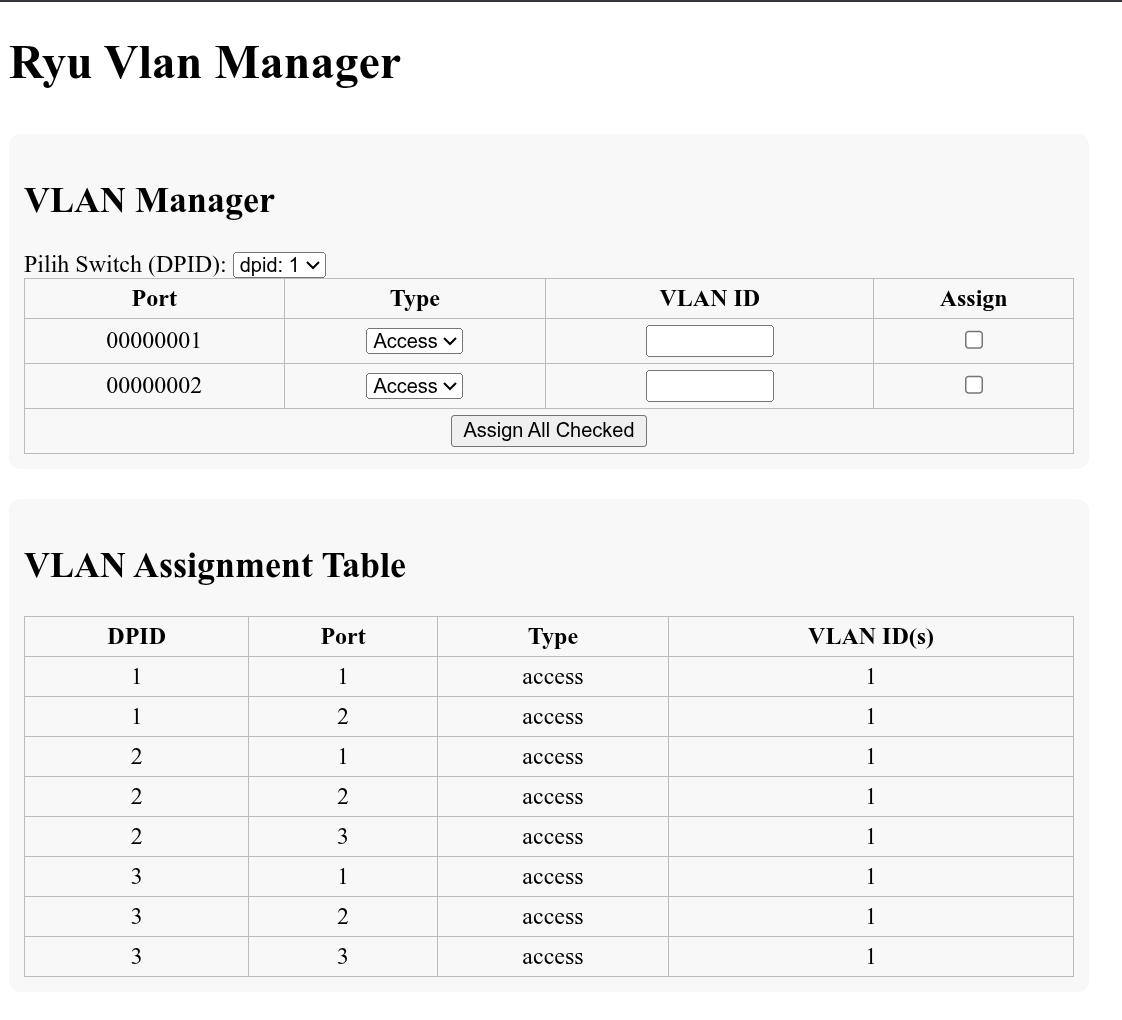 Ryu Vlan Manager
VLAN Manager
Pilih Switch (DPID): dpid: 1
Port Type VLAN ID Assign
00000001 Access
00000002 Access
Assign All Checked
VLAN Assignment Table
DPID Port Type VLAN ID(s)
1 1 access 1
1 2 access 1
2 1 access 1
2 2 access 1
2 3 access 1
3 1 access 1
3 2 access 1
3 3 access 1